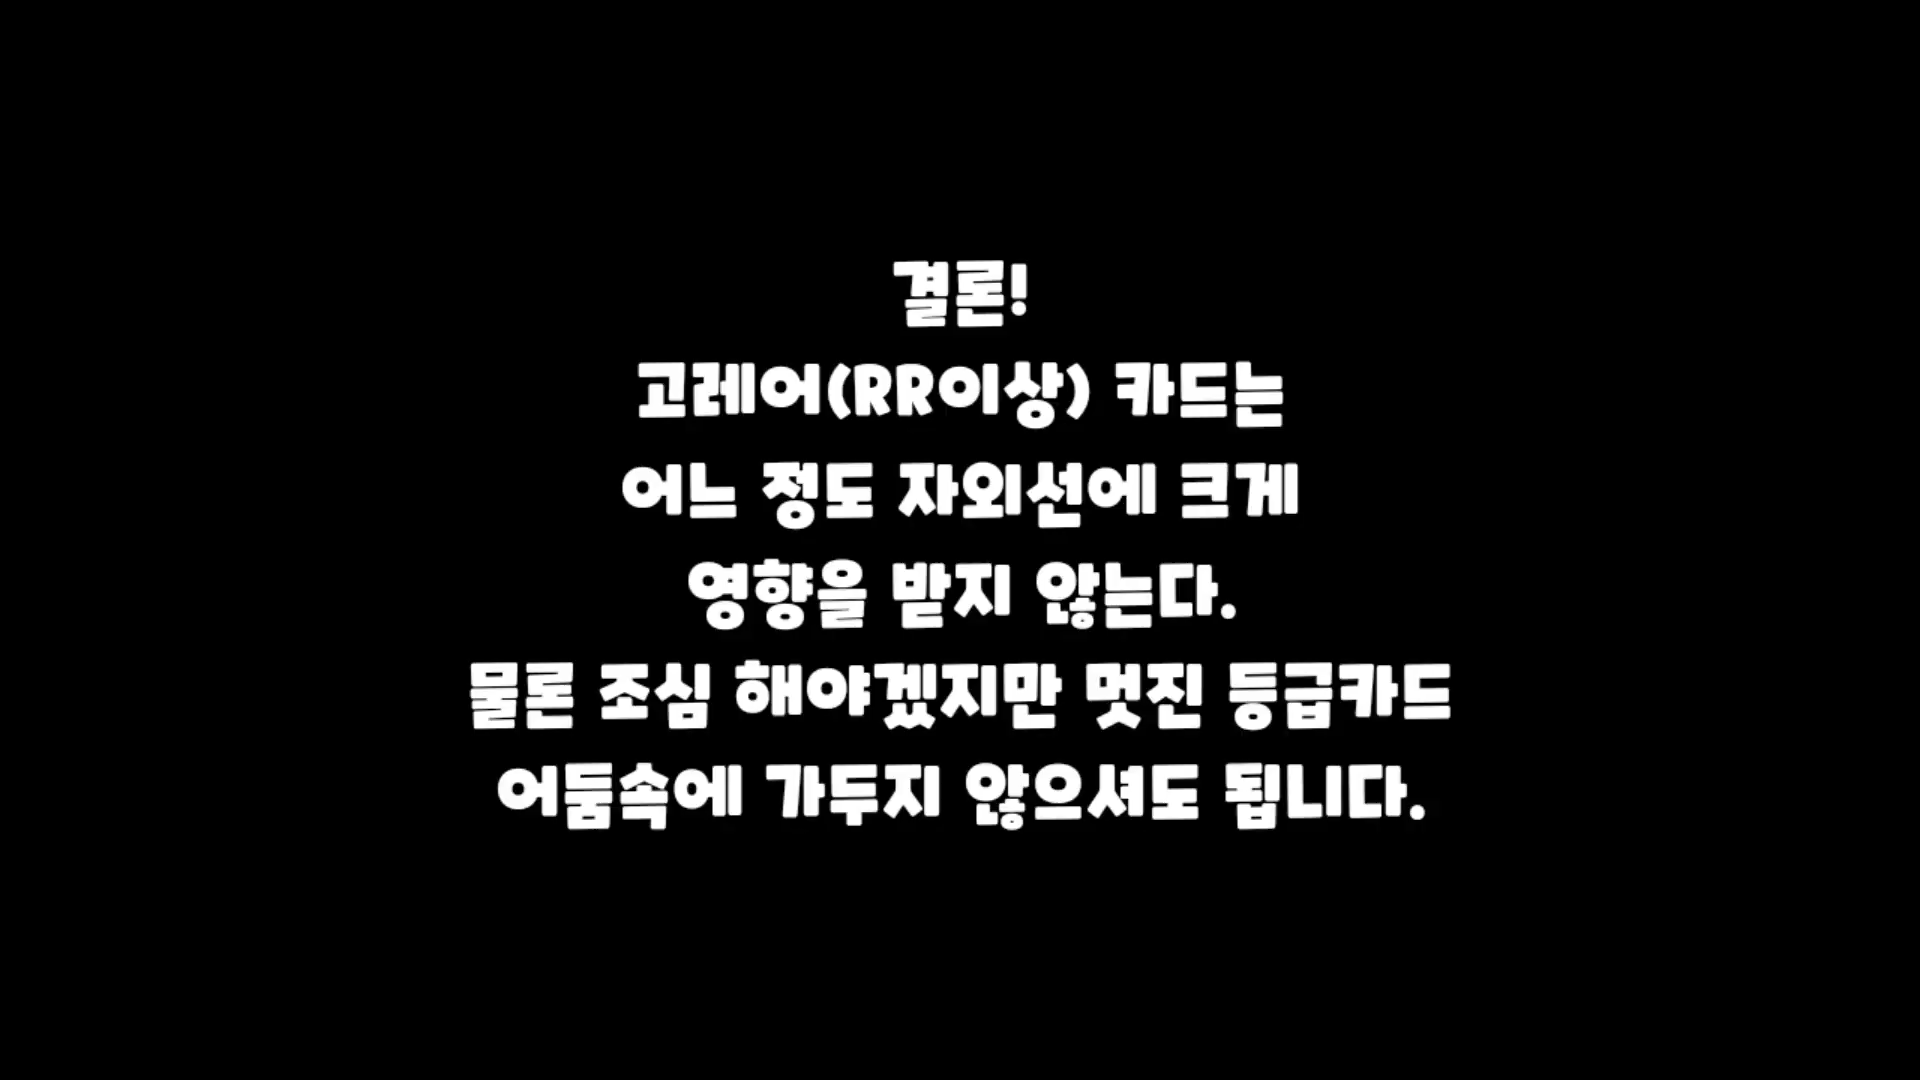 결론!
고레어(RR이상) 카드는
어느 정도 자외선에 크게
영향을 받지 않는다.
물론 조심 해야겠지만 멋진 등급카드
어둠속에 가두지 않으셔도 됩니다.